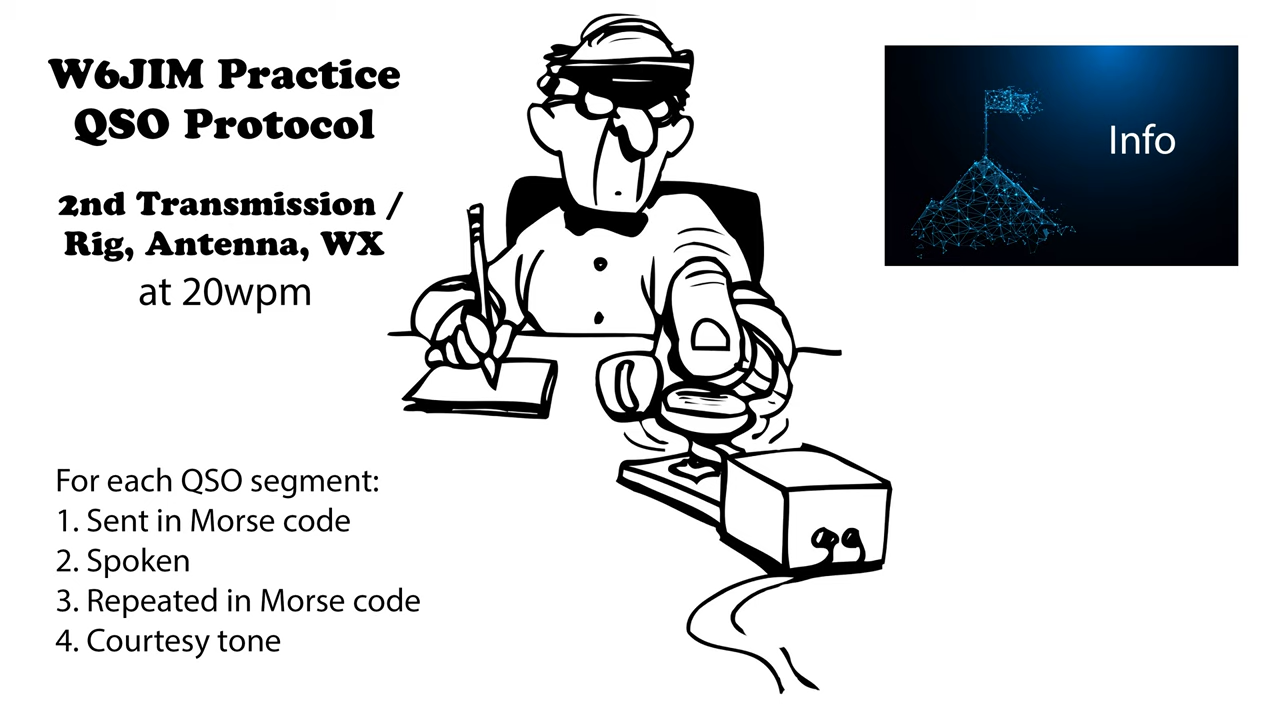 W6JIM Practice
QSO Protocol
2nd Transmission /
Rig, Antenna, WX
at 20wpm
Info
For each QSO segment:
1. Sent in Morse code
2. Spoken
3. Repeated in Morse code
4. Courtesy tone